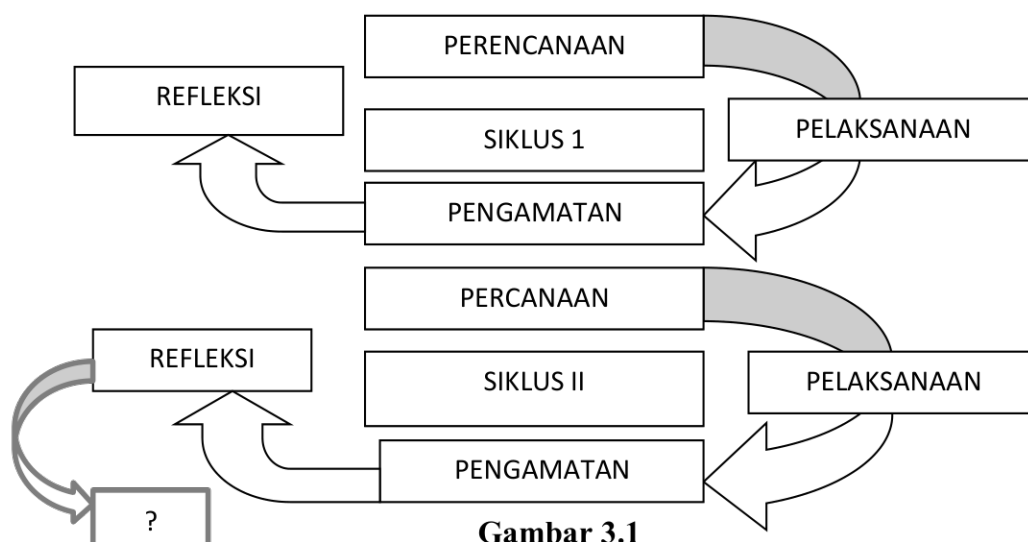 PERENCANAAN
REFLEKSI
PELAKSANAAN
SIKLUS 1
PENGAMATAN
PERCANAAN
REFLEKSI
SIKLUS II
PELAKSANAAN
PENGAMATAN
?
Gambar 3.1